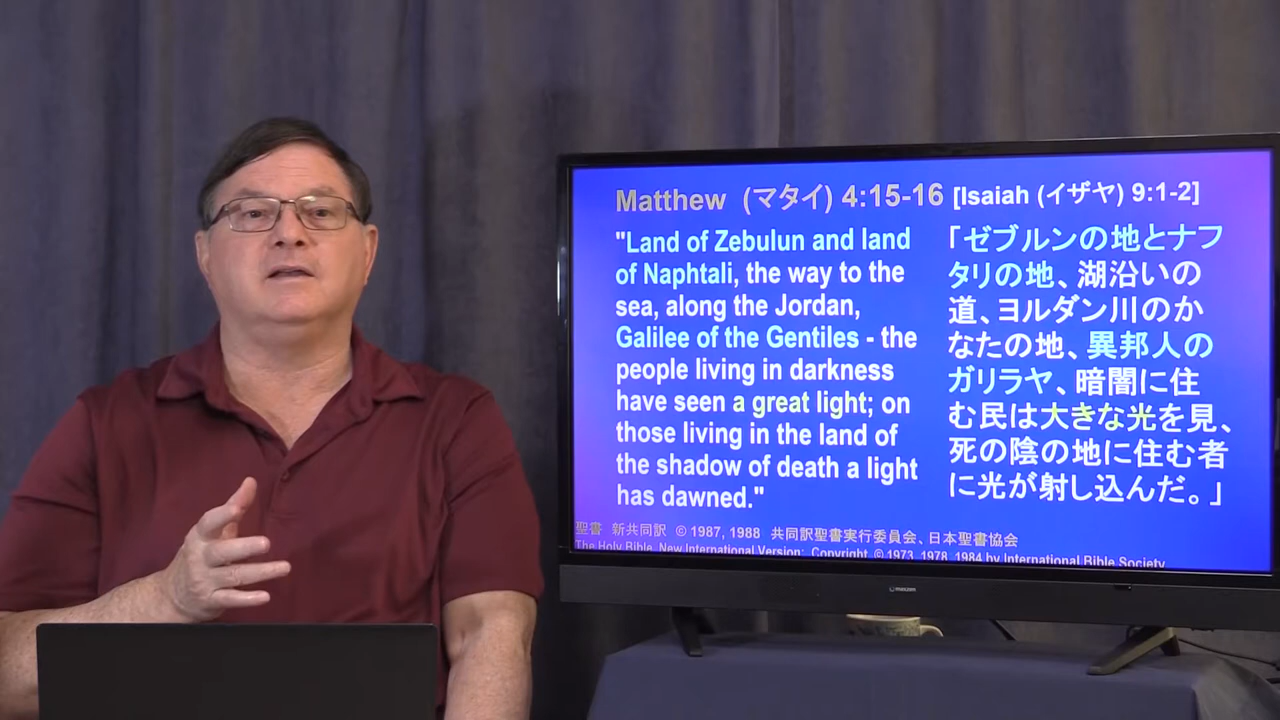 Matthew (マタイ) 4:15-16 [Isaiah (イザヤ) 9:1-2]
"Land of Zebulun and land
of Naphtali, the way to the
sea, along the Jordan,
Galilee of the Gentiles - the
people living in darkness
have seen a great light; on
those living in the land of
the shadow of death a light
has dawned."
「ゼブルンの地とナフ
タリの地、湖沿いの
道、ヨルダン川のか
なたの地、異邦人の
ガリラヤ、暗闇に住
む民は大きな光を見、
死の陰の地に住む者
に光が射し込んだ。」
聖書 新共同訳 © 1987, 1988 共同訳聖書実行委員会、日本聖書協会
The Holy Bible, New International Version; Copyright © 1973, 1978, 1984 by International Bible Society
maxzen